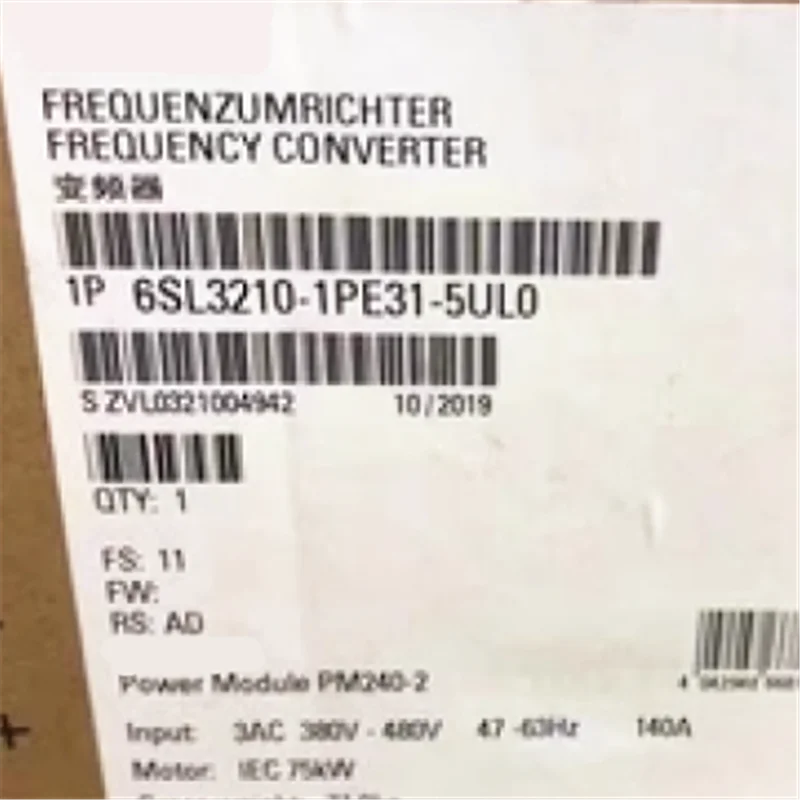 FREQUENZUMRICHTER
FREQUENCY CONVERTER
变频器
1P 6SL3210-1PE31-5UL0
S ZVL0321004942 10/2019
QTY: 1
FS: 11
FW:
RS: AD
Power Module PM240-2
Input: 3AC 380V - 480V 47 -63Hz 140A
Motor: IEC 75kW